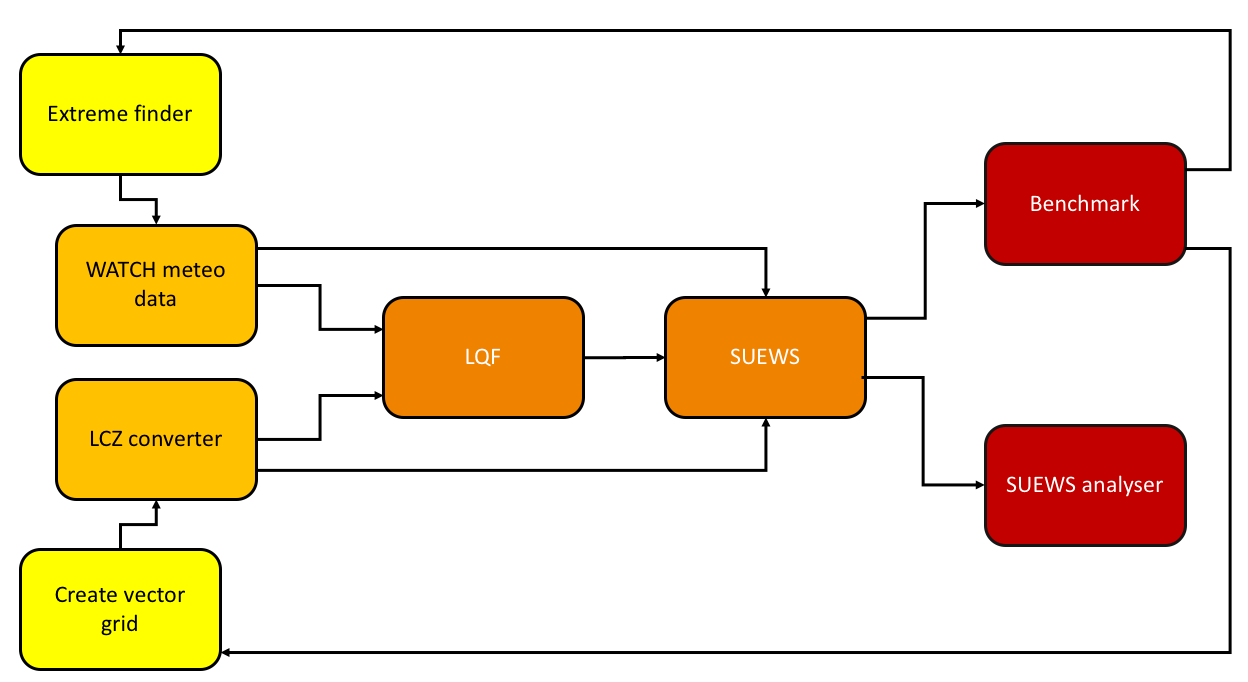 Extreme finder
Benchmark
WATCH meteo
data
LQF
SUEWS
LCZ converter
SUEWS analyser
Create vector
grid